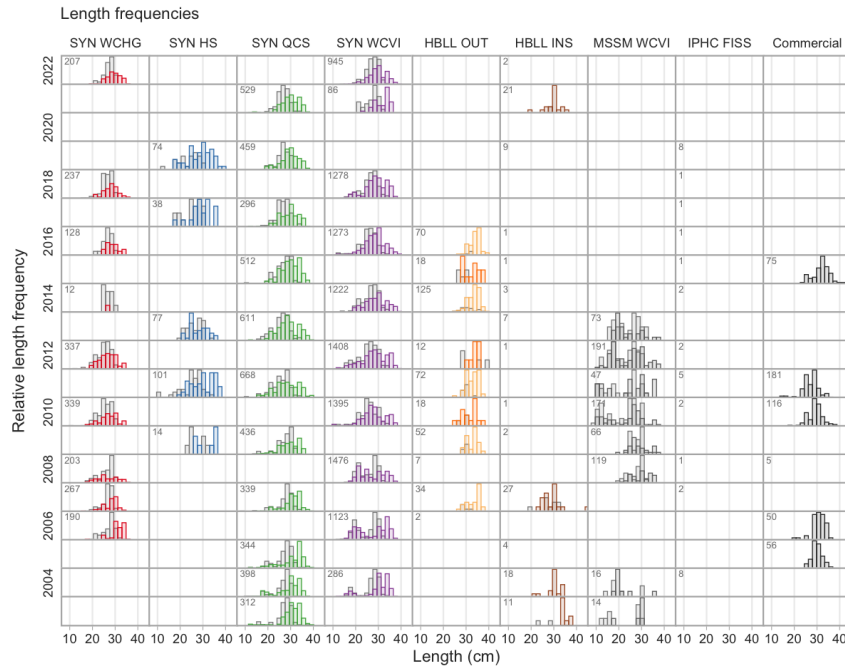 Length frequencies
SYN WCHG SYN HS SYN QCS SYN WCVI HBLL OUT HBLL INS MSSM WCVI IPHC FISS Commercial
2022 207 945 2
529 86 21
2020
74 459 9 8
2018 237 1278 1
38 296 1
2016 128 1273 70 1 1
512 18 1 1 75
2014 12 1222 125 3 2
77 611 7 73
2012 337 1408 12 1 191 2
101 668 72 47 5 181
2010 339 1395 18 1 171 2 116
14 436 52 2 66
2008 203 1476 7 119 1 5
267 339 34 27 2
2006 190 1123 2 50
344 4 56
2004 398 286 18 16 8
312 11 14
Relative length frequency
10 20 30 40 10 20 30 40 10 20 30 40 10 20 30 40 10 20 30 40 10 20 30 40 10 20 30 40 10 20 30 40 10 20 30 40
Length (cm)